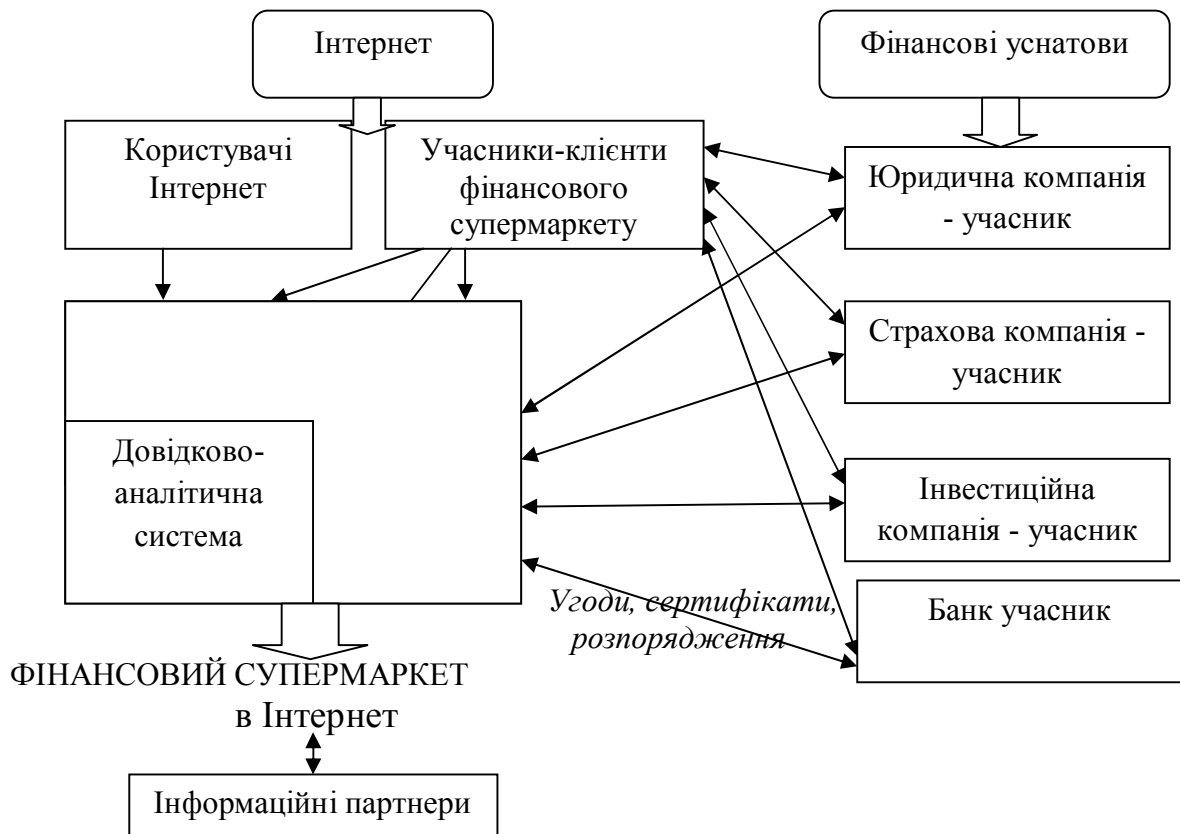 Інтернет
Фінансові уснатови
Користувачі
Інтернет
Учасники-клієнти
фінансового
супермаркету
Юридична компанія
- учасник
Страхова компанія -
учасник
Довідково-
аналітична
система
Інвестиційна
компанія - учасник
Угоди, сертифікати,
розпорядження
Банк учасник
ФІНАНСОВИЙ СУПЕРМАРКЕТ
в Інтернет
Інформаційні партнери